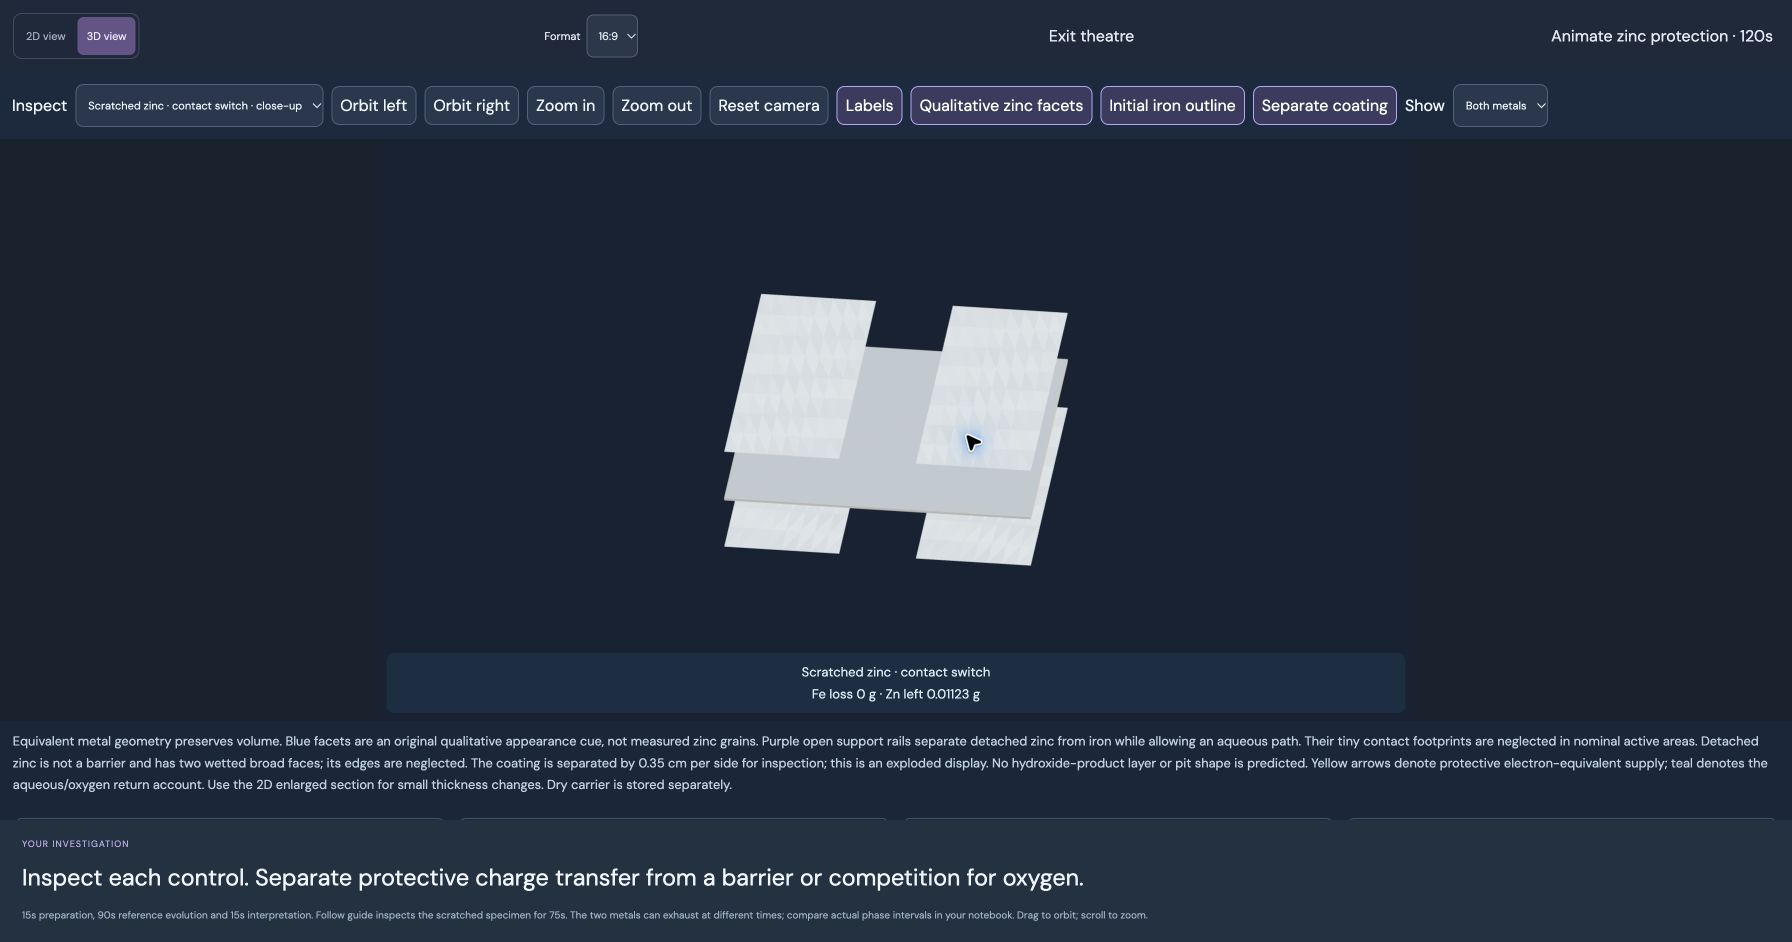 2D view
3D view
Format
16:9
Exit theatre
Animate zinc protection · 120s
Inspect
Scratched zinc · contact switch · close-up
Orbit left
Orbit right
Zoom in
Zoom out
Reset camera
Labels
Qualitative zinc facets
Initial iron outline
Separate coating
Show
Both metals
Scratched zinc · contact switch
Fe loss 0 g · Zn left 0.01123 g
Equivalent metal geometry preserves volume. Blue facets are an original qualitative appearance cue, not measured zinc grains. Purple open support rails separate detached zinc from iron while allowing an aqueous path. Their tiny contact footprints are neglected in nominal active areas. Detached
zinc is not a barrier and has two wetted broad faces; its edges are neglected. The coating is separated by 0.35 cm per side for inspection; this is an exploded display. No hydroxide-product layer or pit shape is predicted. Yellow arrows denote protective electron-equivalent supply; teal denotes the
aqueous/oxygen return account. Use the 2D enlarged section for small thickness changes. Dry carrier is stored separately.
YOUR INVESTIGATION
Inspect each control. Separate protective charge transfer from a barrier or competition for oxygen.
15s preparation, 90s reference evolution and 15s interpretation. Follow guide inspects the scratched specimen for 75s. The two metals can exhaust at different times; compare actual phase intervals in your notebook. Drag to orbit; scroll to zoom.